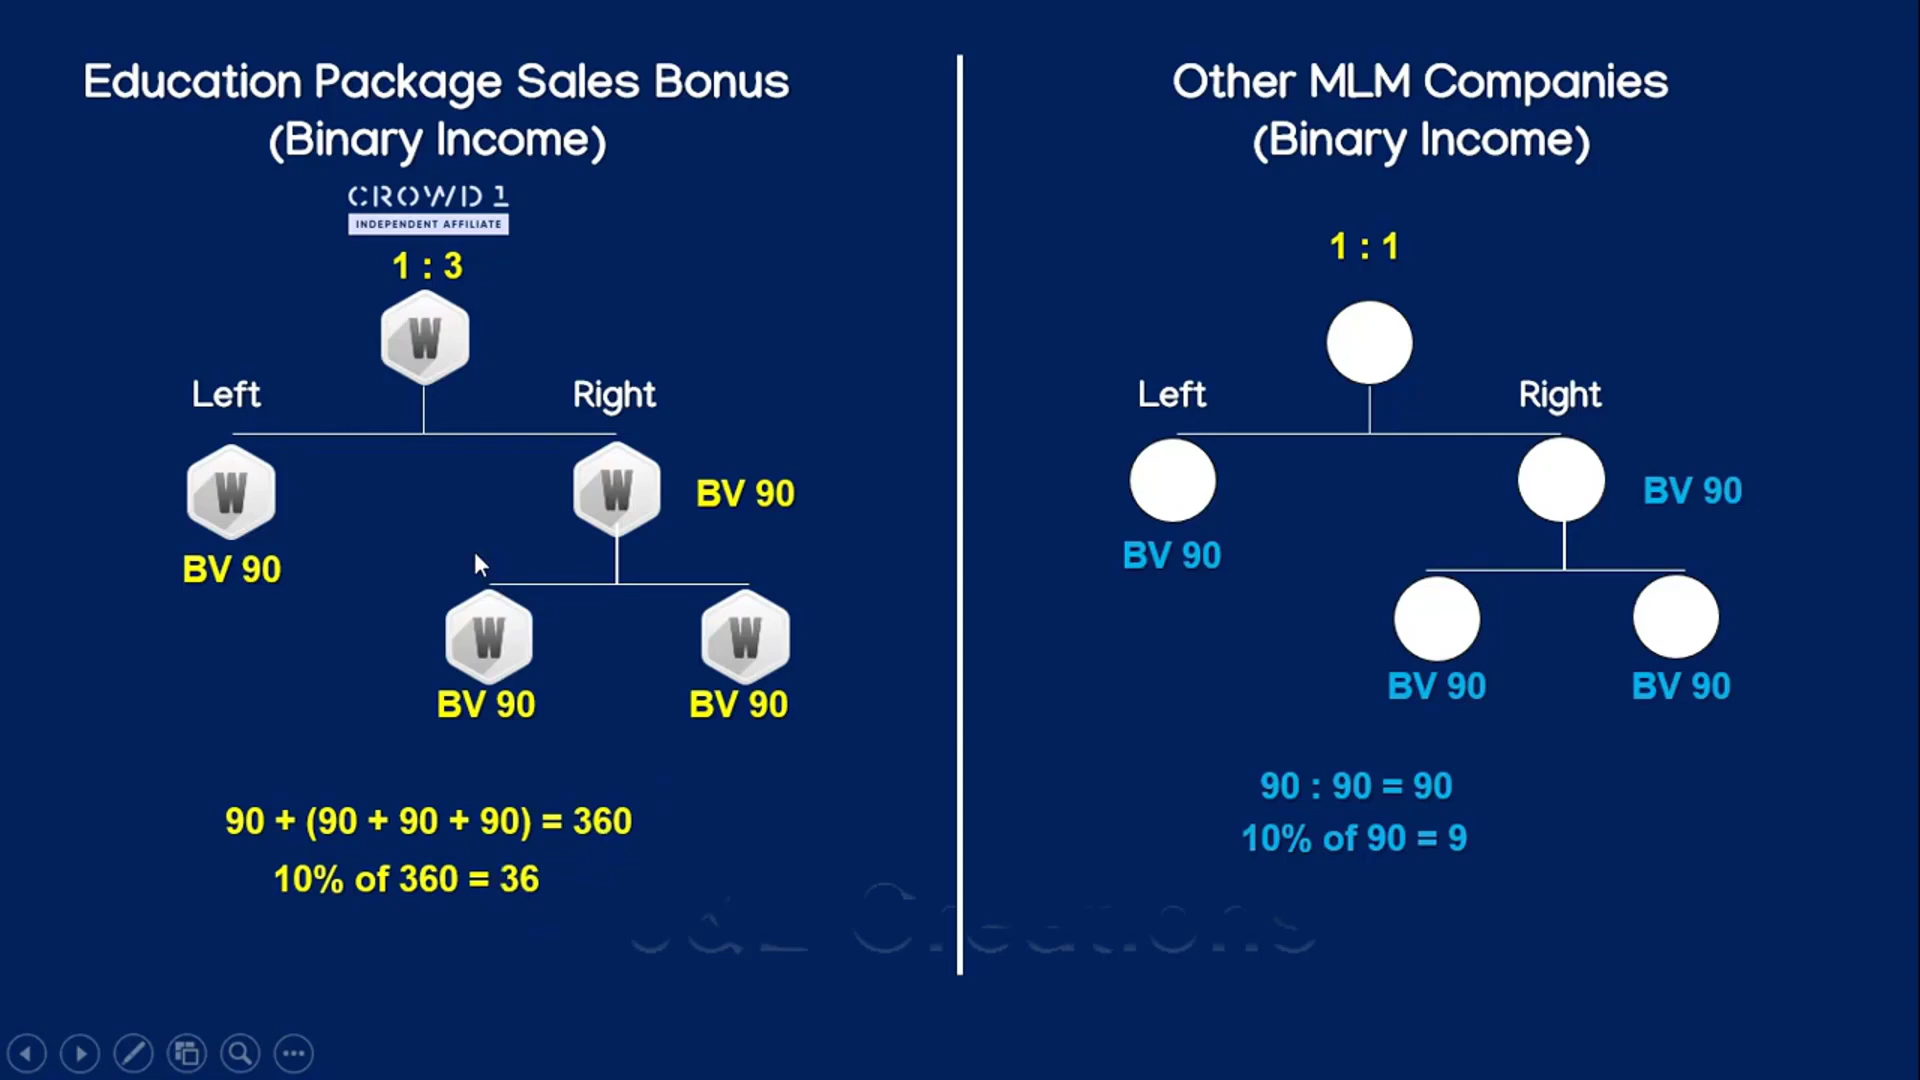 Education Package Sales Bonus
(Binary Income)
CROWD 1
INDEPENDENT AFFILIATE
1 : 3
W
Left
Right
W
W
BV 90
BV 90
W
W
BV 90
BV 90
90 + (90 + 90 + 90) = 360
10% of 360 = 36
Other MLM Companies
(Binary Income)
1 : 1
Left
Right
BV 90
BV 90
BV 90
BV 90
90 : 90 = 90
10% of 90 = 9
Creations